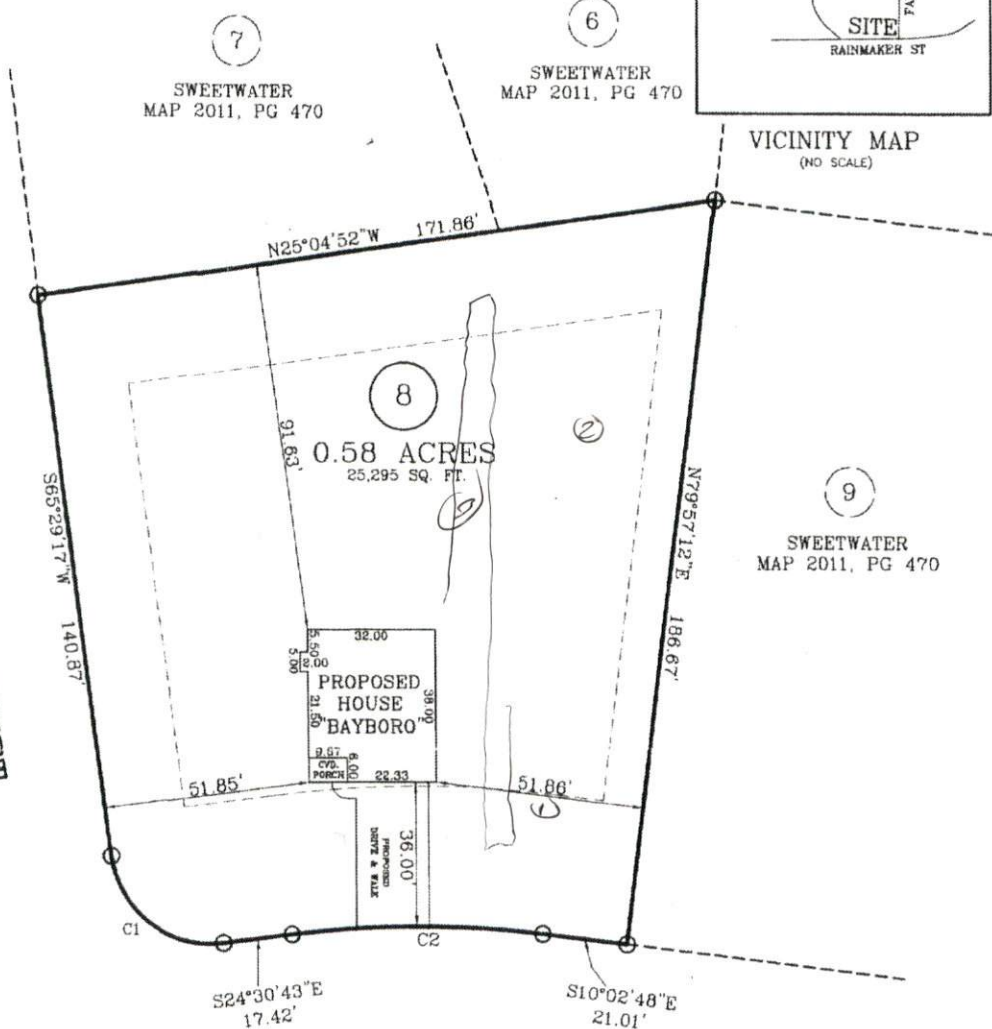 7
SWEETWATER
MAP 2011, PG 470
6
SWEETWATER
MAP 2011, PG 470
FA
SITE
RAINMAKER ST
VICINITY MAP
(NO SCALE)
N25°04'52"W 171.86'
8
0.58 ACRES
25,295 SQ. FT.
91.63'
2
S65°29'17"W 140.87'
N79°57'12"E 186.67'
9
SWEETWATER
MAP 2011, PG 470
5.50
32.00
5.00
2.00
21.50
38.00
PROPOSED
HOUSE
"BAYBORO"
9.67
6.00
CVD.
PORCH
22.33
51.85'
51.86'
1
36.00'
PROPOSED
DRIVE & WALK
C1
C2
S24°30'43"E
17.42'
S10°02'48"E
21.01'